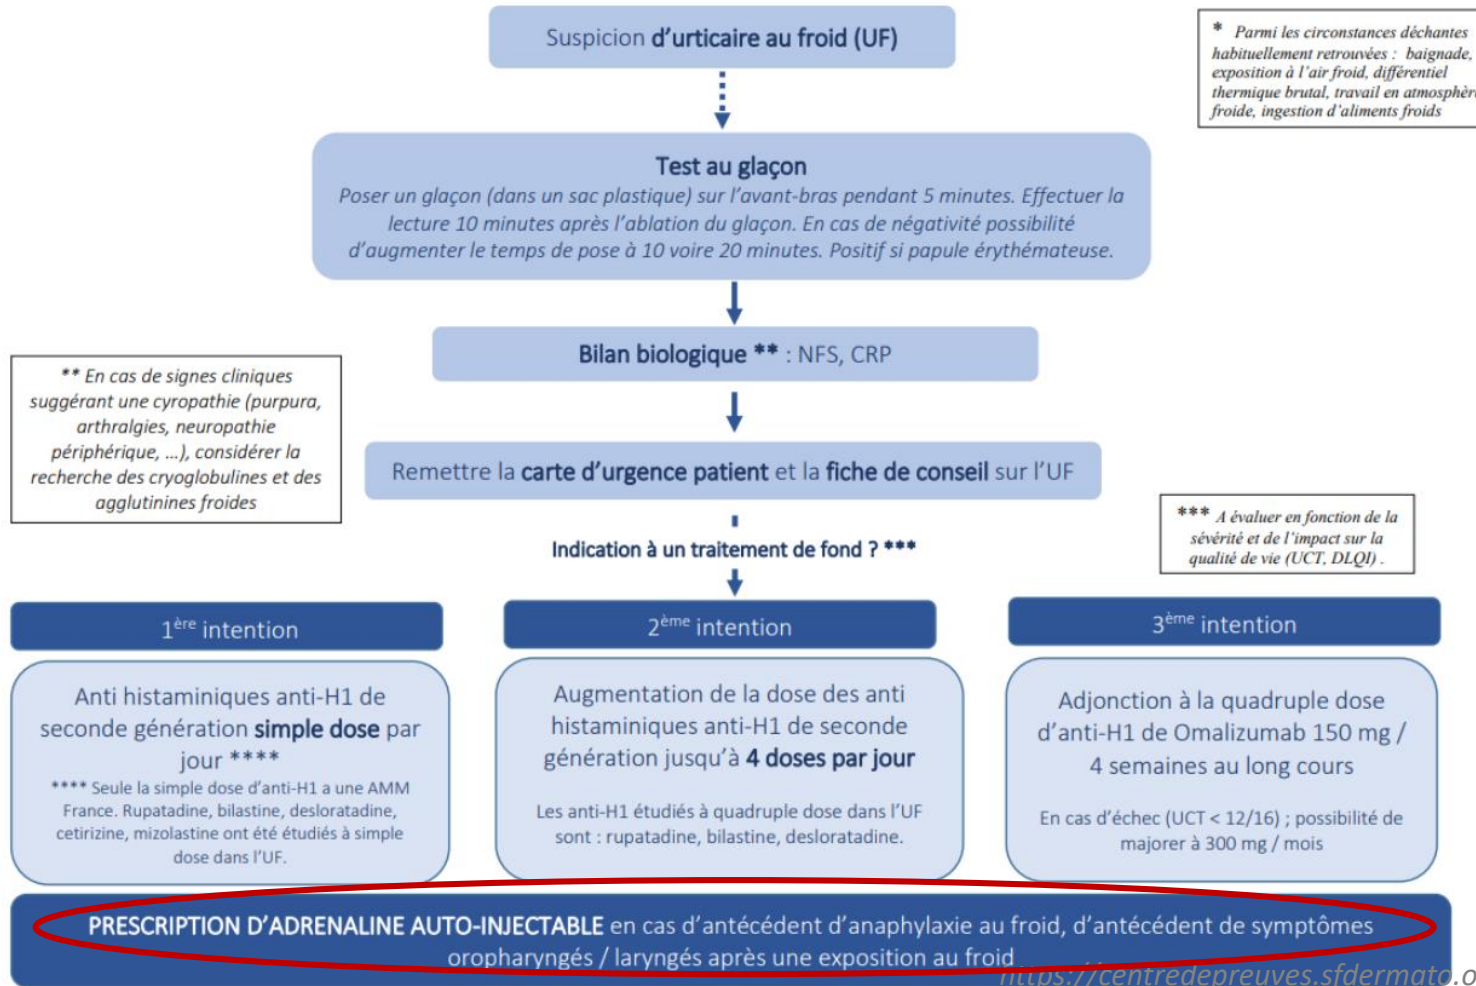 Suspicion d'urticaire au froid (UF)
* Parmi les circonstances déchantes
habituellement retrouvées : baignade,
exposition à l'air froid, différentiel
thermique brutal, travail en atmosphère
froide, ingestion d'aliments froids
Test au glaçon
Poser un glaçon (dans un sac plastique) sur l'avant-bras pendant 5 minutes. Effectuer la
lecture 10 minutes après l'ablation du glaçon. En cas de négativité possibilité
d'augmenter le temps de pose à 10 voire 20 minutes. Positif si papule érythémateuse.
Bilan biologique ** : NFS, CRP
** En cas de signes cliniques
suggérant une cyropathie (purpura,
arthralgies, neuropathie
périphérique, ...), considérer la
recherche des cryoglobulines et des
agglutinines froides
Remettre la carte d'urgence patient et la fiche de conseil sur l'UF
*** A évaluer en fonction de la
sévérité et de l'impact sur la
qualité de vie (UCT, DLQI) .
Indication à un traitement de fond ? ***
1ère intention
Anti histaminiques anti-H1 de
seconde génération simple dose par
jour ****
**** Seule la simple dose d'anti-H1 a une AMM
France. Rupatadine, bilastine, desloratadine,
cetirizine, mizolastine ont été étudiés à simple
dose dans l'UF.
2ème intention
Augmentation de la dose des anti
histaminiques anti-H1 de seconde
génération jusqu'à 4 doses par jour
Les anti-H1 étudiés à quadruple dose dans l'UF
sont : rupatadine, bilastine, desloratadine.
3ème intention
Adjonction à la quadruple dose
d'anti-H1 de Omalizumab 150 mg /
4 semaines au long cours
En cas d'échec (UCT < 12/16) ; possibilité de
majorer à 300 mg / mois
PRESCRIPTION D'ADRENALINE AUTO-INJECTABLE en cas d'antécédent d'anaphylaxie au froid, d'antécédent de symptômes
oropharyngés / laryngés après une exposition au froid
https://centredepreuves.sfdermato.o